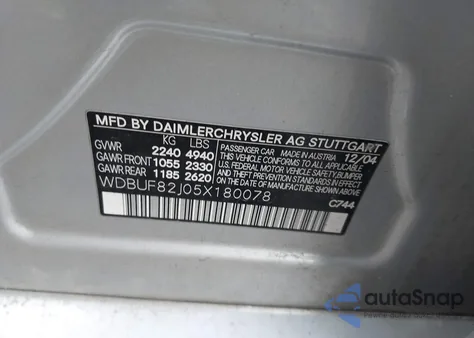 MFD BY DAIMLERCHRYSLER AG STUTTGART
KG LBS
GVWR 2240 4940
GAWR FRONT 1055 2330
GAWR REAR 1185 2620
PASSENGER CAR MADE IN AUSTRIA 12/04
THIS VEHICLE CONFORMS TO ALL APPLICABLE
U.S. FEDERAL MOTOR VEHICLE SAFETY, BUMPER
AND THEFT PREVENTION STANDARDS IN EFFECT
ON THE DATE OF MANUFACTURE SHOWN ABOVE.
WDBUF82J05X180078
C744
autoSnap